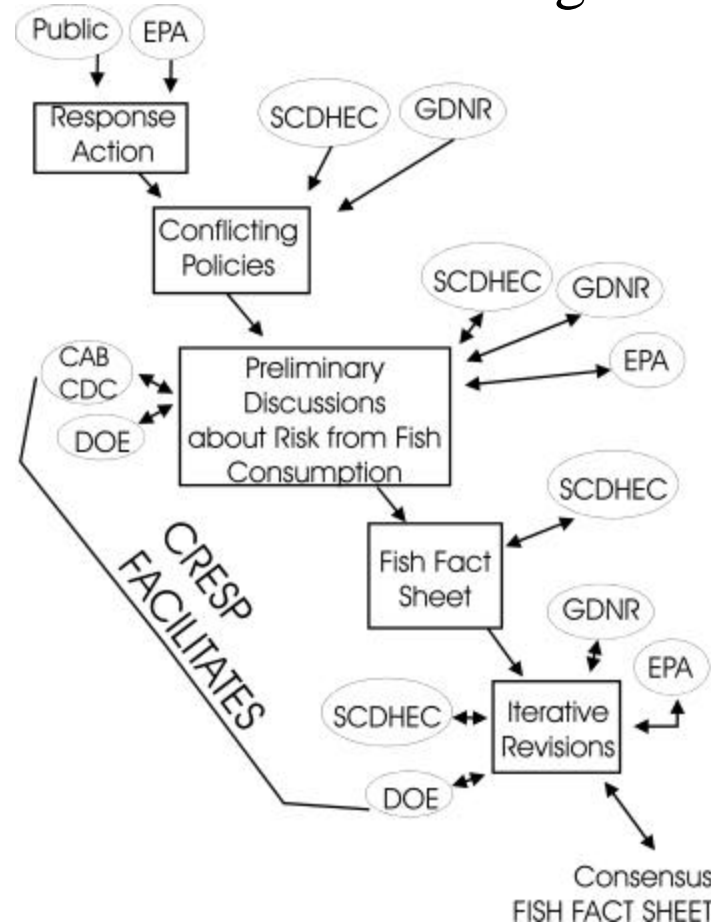 Public
EPA
Response
Action
SCDHEC
GDNR
Conflicting
Policies
SCDHEC
GDNR
EPA
CAB
CDC
DOE
Preliminary
Discussions
about Risk from Fish
Consumption
SCDHEC
Fish Fact
Sheet
CRESP
FACILITATES
GDNR
EPA
SCDHEC
Iterative
Revisions
DOE
Consensus
FISH FACT SHEET